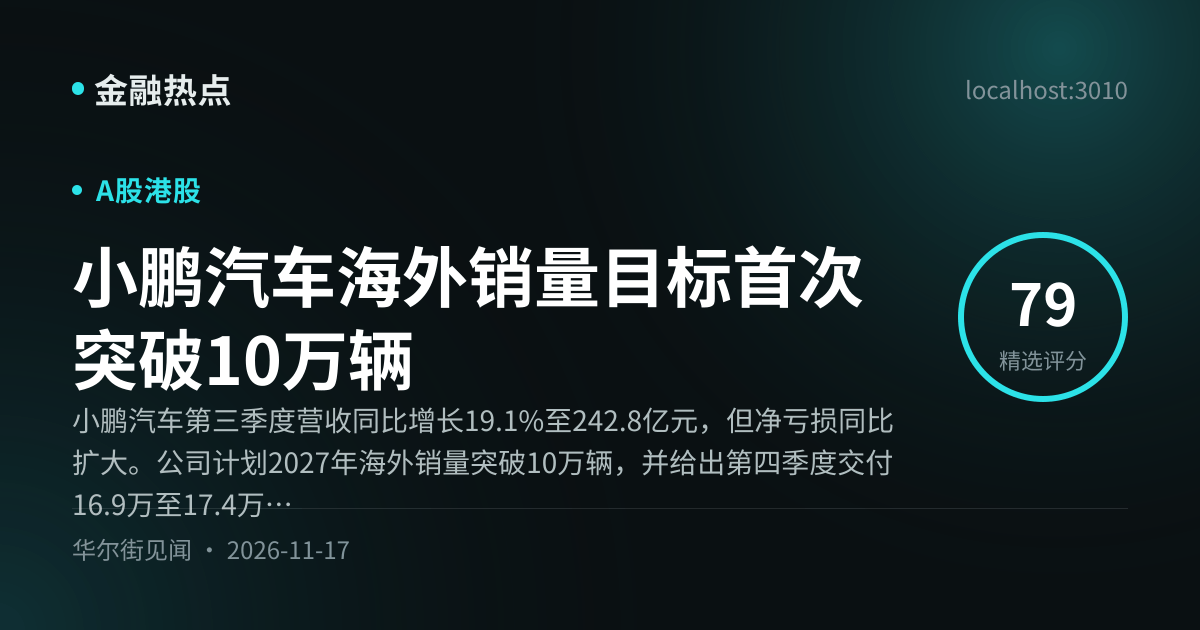 金融热点
localhost:3010
A股港股
小鹏汽车海外销量目标首次
突破10万辆
79
精选评分
小鹏汽车第三季度营收同比增长19.1%至242.8亿元，但净亏损同比
扩大。公司计划2027年海外销量突破10万辆，并给出第四季度交付
16.9万至17.4万…
华尔街见闻 • 2026-11-17